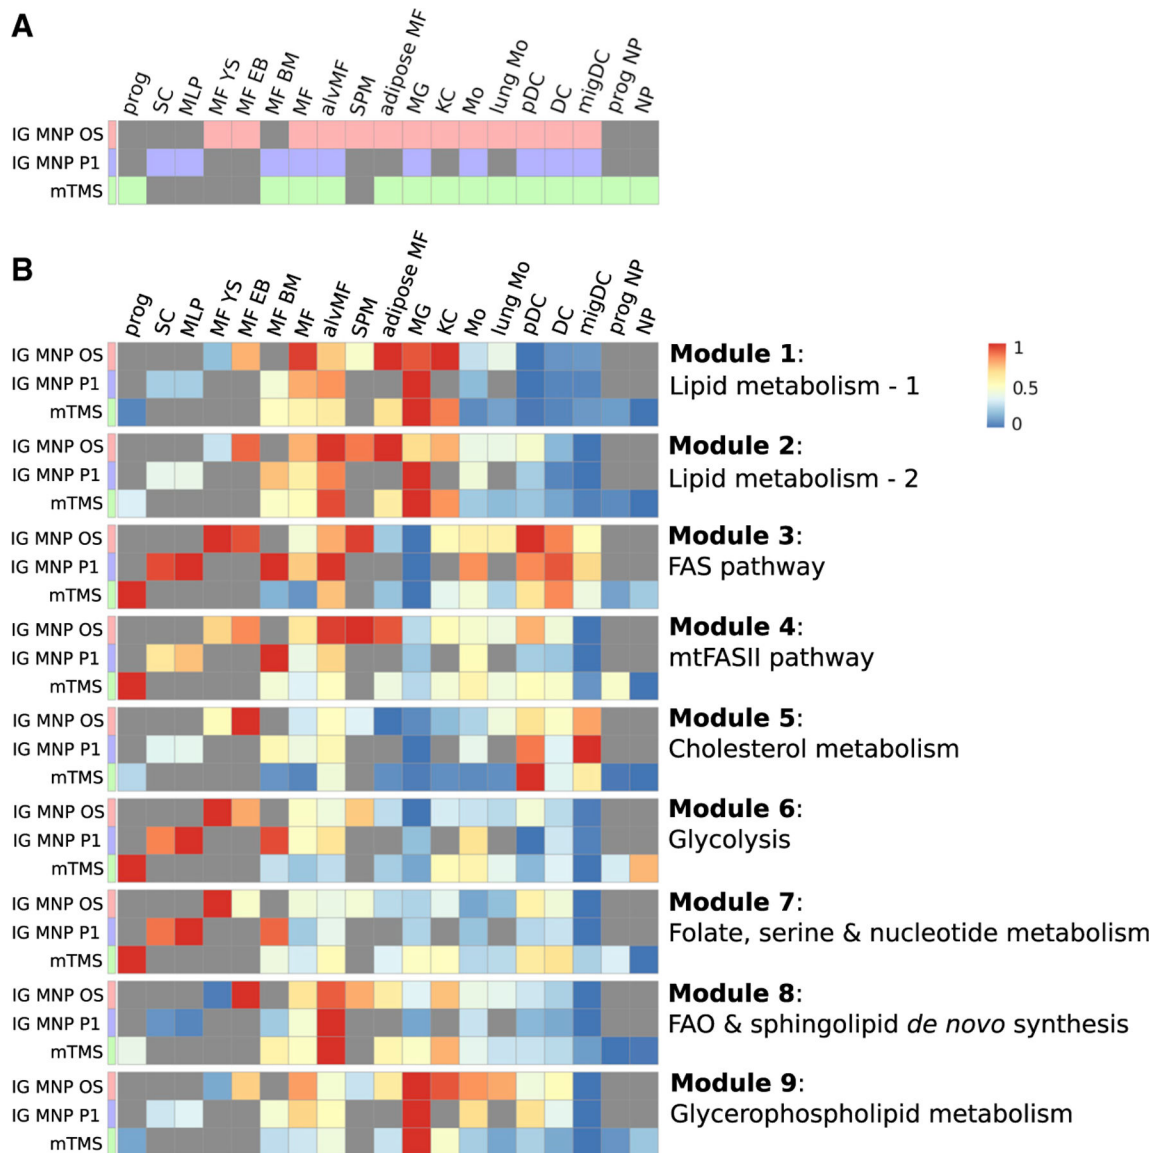 A
prog SC MLP MF YS MF EB MF BM MF alvMF SPM adipose MF MG KC Mo lung Mo pDC DC migDC prog NP NP
IG MNP OS
IG MNP P1
mTMS
B
prog SC MLP MF YS MF EB MF BM MF alvMF SPM adipose MF MG KC Mo lung Mo pDC DC migDC prog NP NP
IG MNP OS
IG MNP P1
mTMS
Module 1:
Lipid metabolism - 1
1
0.5
0
IG MNP OS
IG MNP P1
mTMS
Module 2:
Lipid metabolism - 2
IG MNP OS
IG MNP P1
mTMS
Module 3:
FAS pathway
IG MNP OS
IG MNP P1
mTMS
Module 4:
mtFASII pathway
IG MNP OS
IG MNP P1
mTMS
Module 5:
Cholesterol metabolism
IG MNP OS
IG MNP P1
mTMS
Module 6:
Glycolysis
IG MNP OS
IG MNP P1
mTMS
Module 7:
Folate, serine & nucleotide metabolism
IG MNP OS
IG MNP P1
mTMS
Module 8:
FAO & sphingolipid de novo synthesis
IG MNP OS
IG MNP P1
mTMS
Module 9:
Glycerophospholipid metabolism